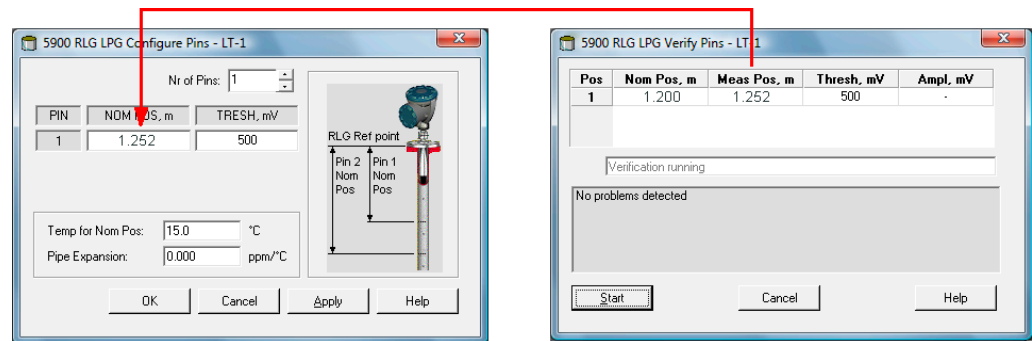 5900 RLG LPG Configure Pins - LT-1
Nr of Pins: 1
PIN NOM POS, m TRESH, mV
1 1.252 500
RLG Ref point
Pin 2 Pin 1
Nom Nom
Pos Pos
Temp for Nom Pos: 15.0 °C
Pipe Expansion: 0.000 ppm/°C
OK Cancel Apply Help
5900 RLG LPG Verify Pins - LT-1
Pos Nom Pos, m Meas Pos, m Thresh, mV Ampl, mV
1 1.200 1.252 500 -
Verification running
No problems detected
Start Cancel Help